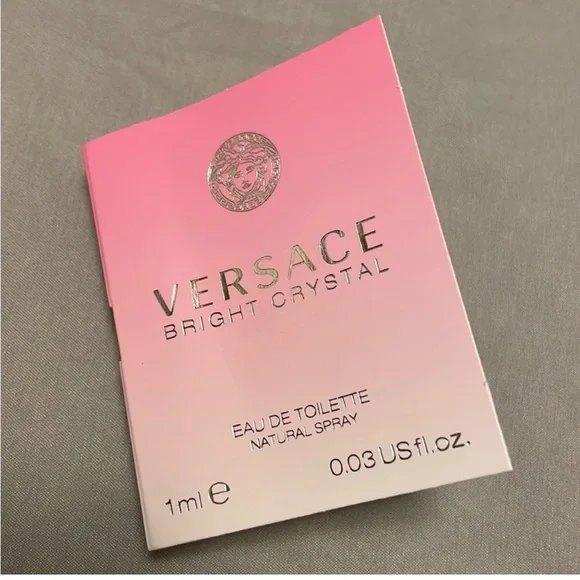 VERSACE
BRIGHT CRYSTAL
EAU DE TOILETTE
NATURAL SPRAY
1ml ℮ 0.03 US fl.oz.